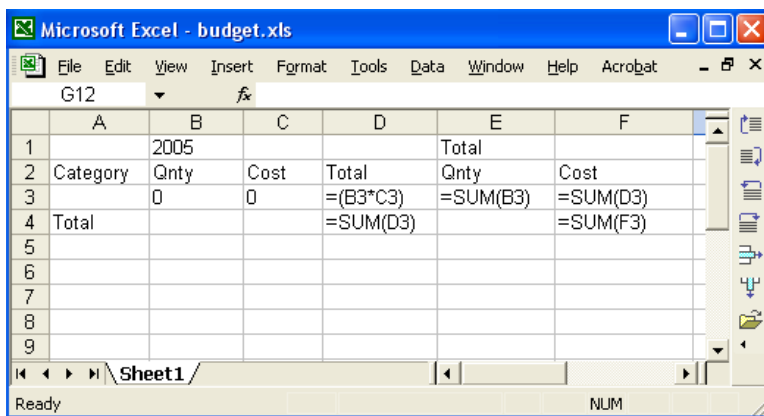 Microsoft Excel - budget.xls
File Edit View Insert Format Tools Data Window Help Acrobat
G12 fx
A B C D E F
1 2005 Total
2 Category Qnty Cost Total Qnty Cost
3 0 0 =(B3*C3) =SUM(B3) =SUM(D3)
4 Total =SUM(D3) =SUM(F3)
5
6
7
8
9
Sheet1
Ready NUM